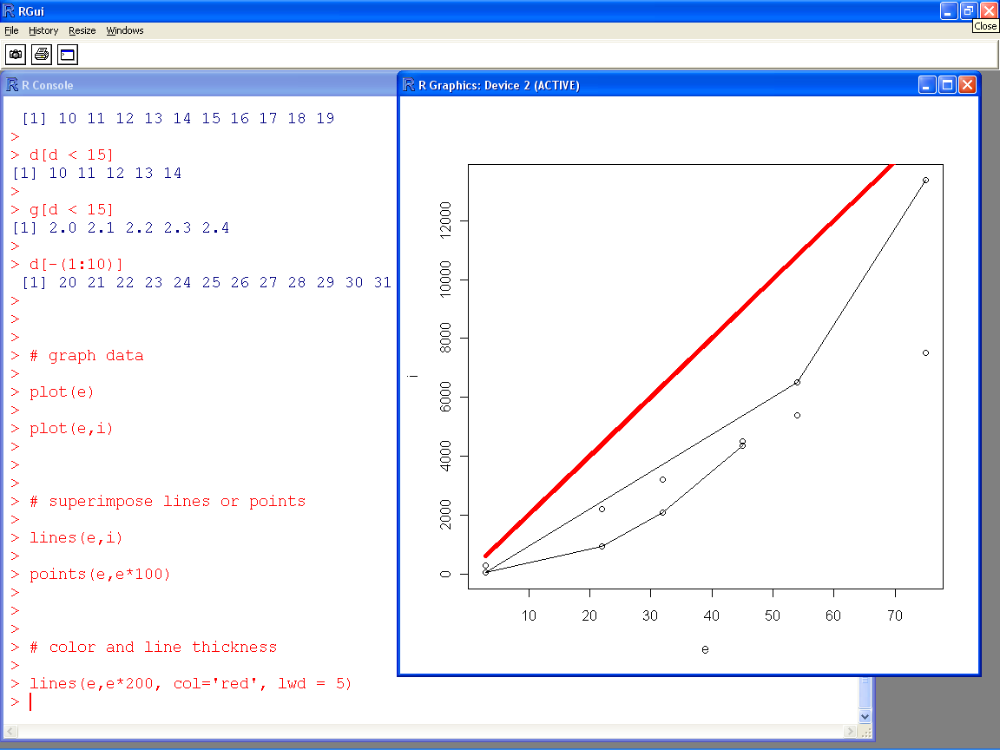 RGui
Close
File History Resize Windows
R Console
[1] 10 11 12 13 14 15 16 17 18 19
>
> d[d < 15]
[1] 10 11 12 13 14
>
> g[d < 15]
[1] 2.0 2.1 2.2 2.3 2.4
>
> d[-(1:10)]
[1] 20 21 22 23 24 25 26 27 28 29 30 31
>
>
>
> # graph data
>
> plot(e)
>
> plot(e,i)
>
>
>
> # superimpose lines or points
>
> lines(e,i)
>
> points(e,e*100)
>
>
>
> # color and line thickness
>
> lines(e,e*200, col='red', lwd = 5)
>
R Graphics: Device 2 (ACTIVE)
12000
10000
8000
6000
4000
2000
0
i
10 20 30 40 50 60 70
e